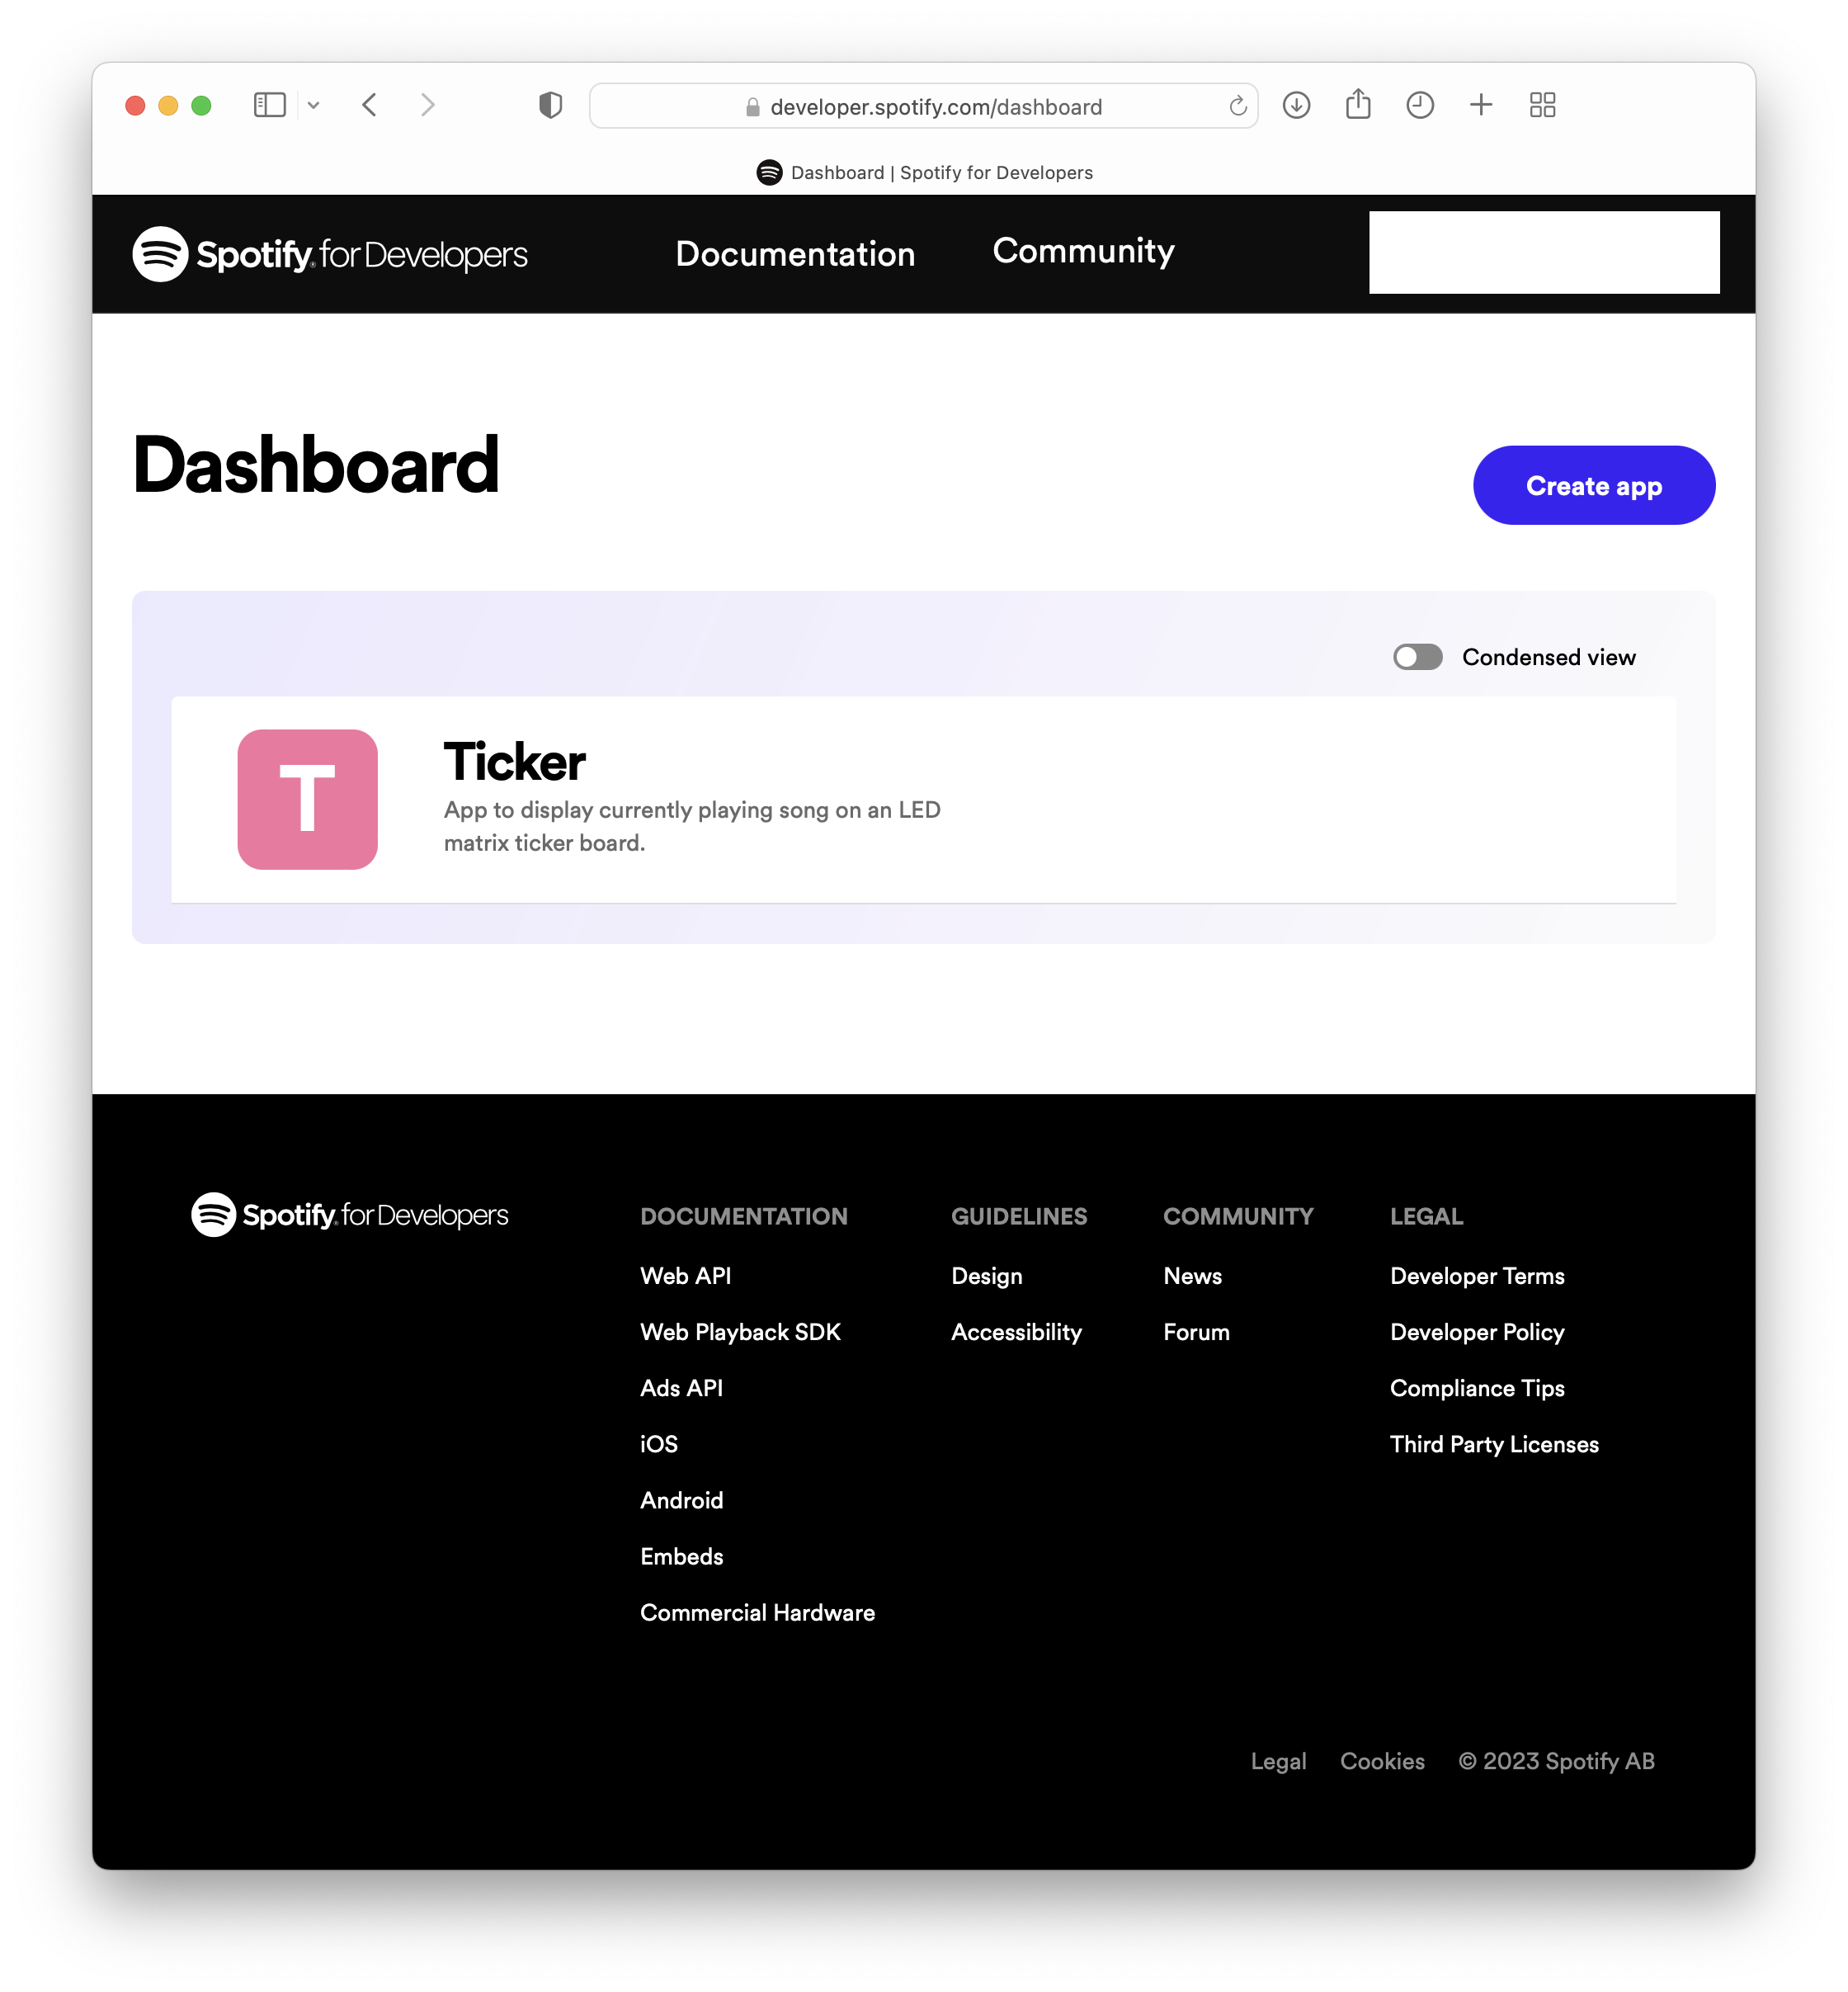 developer.spotify.com/dashboard
Dashboard | Spotify for Developers
Spotify for Developers
Documentation
Community
Dashboard
Create app
Condensed view
T
Ticker
App to display currently playing song on an LED
matrix ticker board.
Spotify for Developers
DOCUMENTATION
Web API
Web Playback SDK
Ads API
iOS
Android
Embeds
Commercial Hardware
GUIDELINES
Design
Accessibility
COMMUNITY
News
Forum
LEGAL
Developer Terms
Developer Policy
Compliance Tips
Third Party Licenses
Legal Cookies © 2023 Spotify AB